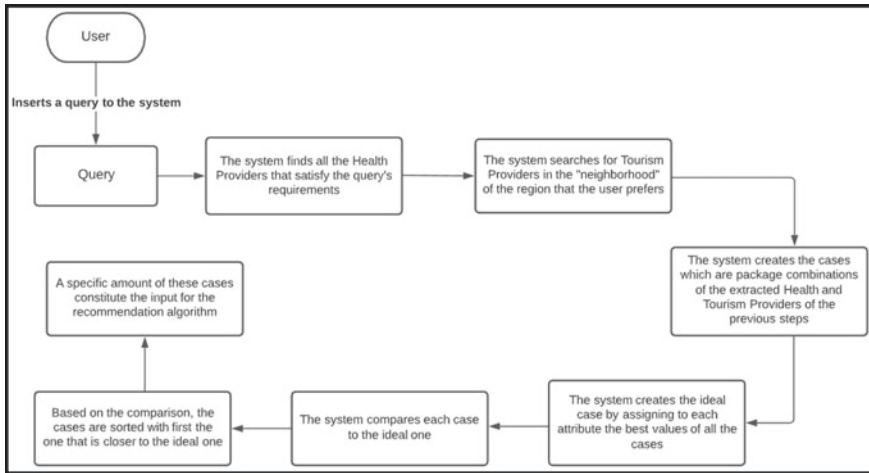 User
Inserts a query to the system
Query
The system finds all the Health
Providers that satisfy the query's
requirements
The system searches for Tourism
Providers in the "neighborhood"
of the region that the user prefers
The system creates the cases
which are package combinations
of the extracted Health and
Tourism Providers of the
previous steps
The system creates the ideal
case by assigning to each
attribute the best values of all the
cases
The system compares each case
to the ideal one
Based on the comparison, the
cases are sorted with first the
one that is closer to the ideal one
A specific amount of these cases
constitute the input for the
recommendation algorithm